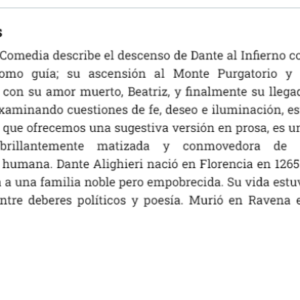 s
Comedia describe el descenso de Dante al Infierno co
omo guía; su ascensión al Monte Purgatorio y
con su amor muerto, Beatriz, y finalmente su llegad
xaminando cuestiones de fe, deseo e iluminación, es
que ofrecemos una sugestiva versión en prosa, es un
brillantemente matizada y conmovedora de
humana. Dante Alighieri nació en Florencia en 1265
a una familia noble pero empobrecida. Su vida estuv
ntre deberes políticos y poesía. Murió en Ravena e